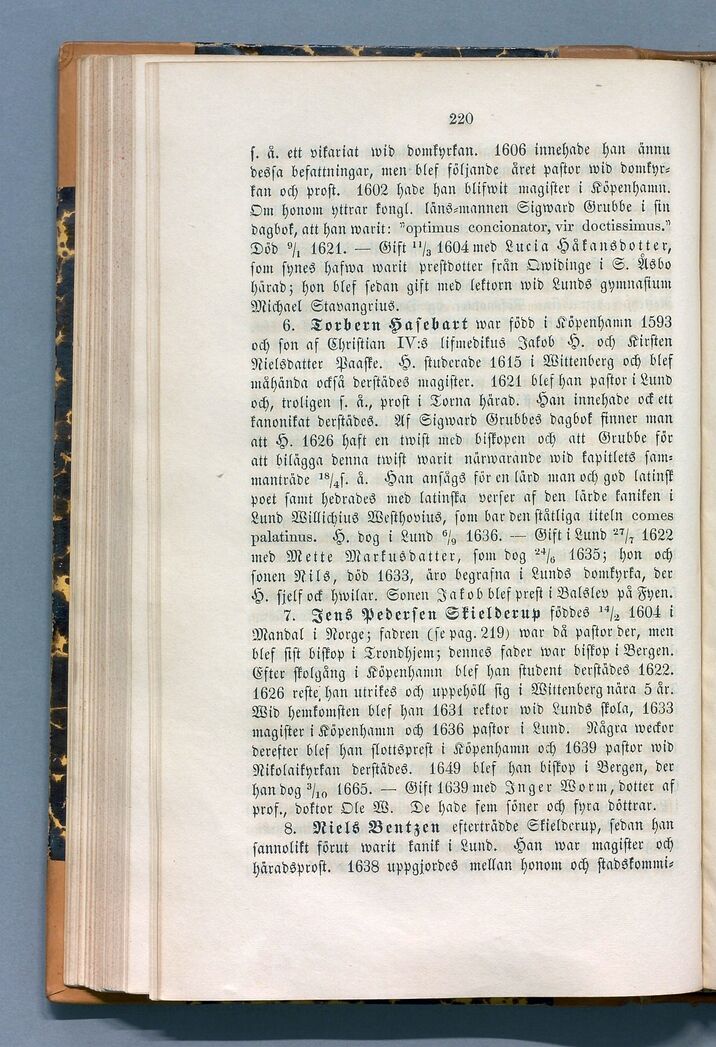 220
s. å. ett vikariat wid domkyrkan. 1606 innehade han ännu
dessa befattningar, men blef följande året pastor wid domkyr-
kan och prost. 1602 hade han blifwit magister i Köpenhamn.
Om honom yttrar kongl. läns-mannen Sigward Grubbe i sin
dagbok, att han warit: "optimus concionator, vir doctissimus."
Död 9/1 1621. — Gift 11/3 1604 med Lucia Håkansdotter,
som synes hafwa warit prestdotter från Qwidinge i S. Åsbo
härad; hon blef sedan gift med lektorn wid Lunds gymnasium
Michael Stavangrius.
6. Torbern Hasebart war född i Köpenhamn 1593
och son af Christian IV:s lifmedikus Jakob H. och Kirsten
Nielsdatter Paaske. H. studerade 1615 i Wittenberg och blef
måhända också derstädes magister. 1621 blef han pastor i Lund
och, troligen s. å., prost i Torna härad. Han innehade ock ett
kanonikat derstädes. Af Sigward Grubbes dagbok finner man
att H. 1626 haft en twist med biskopen och att Grubbe för
att bilägga denna twist warit närwarande wid kapitlets sam-
manträde 18/4 s. å. Han ansågs för en lärd man och god latinsk
poet samt hedrades med latinska verser af den lärde kaniken i
Lund Willichius Westhovius, som bar den ståtliga titeln comes
palatinus. H. dog i Lund 6/9 1636. — Gift i Lund 27/7 1622
med Mette Markusdatter, som dog 24/6 1635; hon och
sonen Nils, död 1633, äro begrafna i Lunds domkyrka, der
H. sjelf ock hwilar. Sonen Jakob blef prest i Balslev på Fyen.
7. Jens Pedersen Skielderup föddes 14/2 1604 i
Mandal i Norge; fadren (se pag. 219) war då pastor der, men
blef sist biskop i Trondhjem; dennes fader war biskop i Bergen.
Efter skolgång i Köpenhamn blef han student derstädes 1622.
1626 reste han utrikes och uppehöll sig i Wittenberg nära 5 år.
Wid hemkomsten blef han 1631 rektor wid Lunds skola, 1633
magister i Köpenhamn och 1636 pastor i Lund. Några weckor
derefter blef han slottsprest i Köpenhamn och 1639 pastor wid
Nikolaikyrkan derstädes. 1649 blef han biskop i Bergen, der
han dog 3/10 1665. — Gift 1639 med Inger Worm, dotter af
prof., doktor Ole W. De hade fem söner och fyra döttrar.
8. Niels Bentzen efterträdde Skielderup, sedan han
sannolikt förut warit kanik i Lund. Han war magister och
häradsprost. 1638 uppgjordes mellan honom och stadskommi-